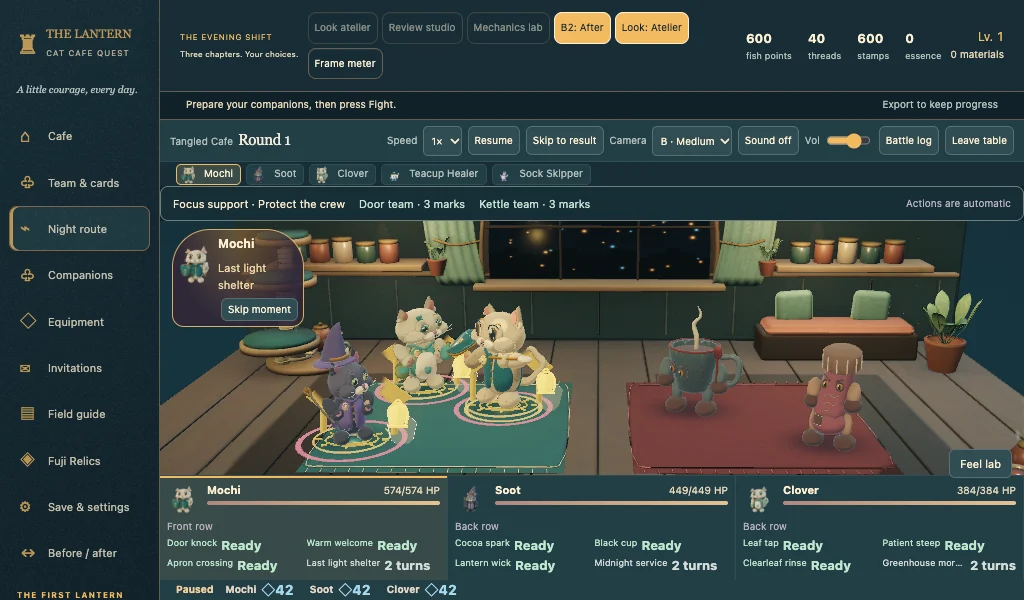 THE LANTERN
CAT CAFE QUEST
A little courage, every day.
Cafe
Team & cards
Night route
Companions
Equipment
Invitations
Field guide
Fuji Relics
Save & settings
Before / after
THE FIRST LANTERN
THE EVENING SHIFT
Three chapters. Your choices.
Look atelier
Review studio
Mechanics lab
B2: After
Look: Atelier
Frame meter
600
fish points
40
threads
600
stamps
0
essence
Lv. 1
0 materials
Prepare your companions, then press Fight.
Export to keep progress
Tangled Cafe Round 1
Speed
1×
Resume
Skip to result
Camera
B · Medium
Sound off
Vol
Battle log
Leave table
Mochi
Soot
Clover
Teacup Healer
Sock Skipper
Focus support · Protect the crew
Door team · 3 marks
Kettle team · 3 marks
Actions are automatic
Mochi
Last light
shelter
Skip moment
Feel lab
Mochi
574/574 HP
Front row
Door knock Ready
Warm welcome Ready
Apron crossing Ready
Last light shelter 2 turns
Soot
449/449 HP
Back row
Cocoa spark Ready
Black cup Ready
Lantern wick Ready
Midnight service 2 turns
Clover
384/384 HP
Back row
Leaf tap Ready
Patient steep Ready
Clearleaf rinse Ready
Greenhouse mor... 2 turns
Paused
Mochi ◇42
Soot ◇42
Clover ◇42